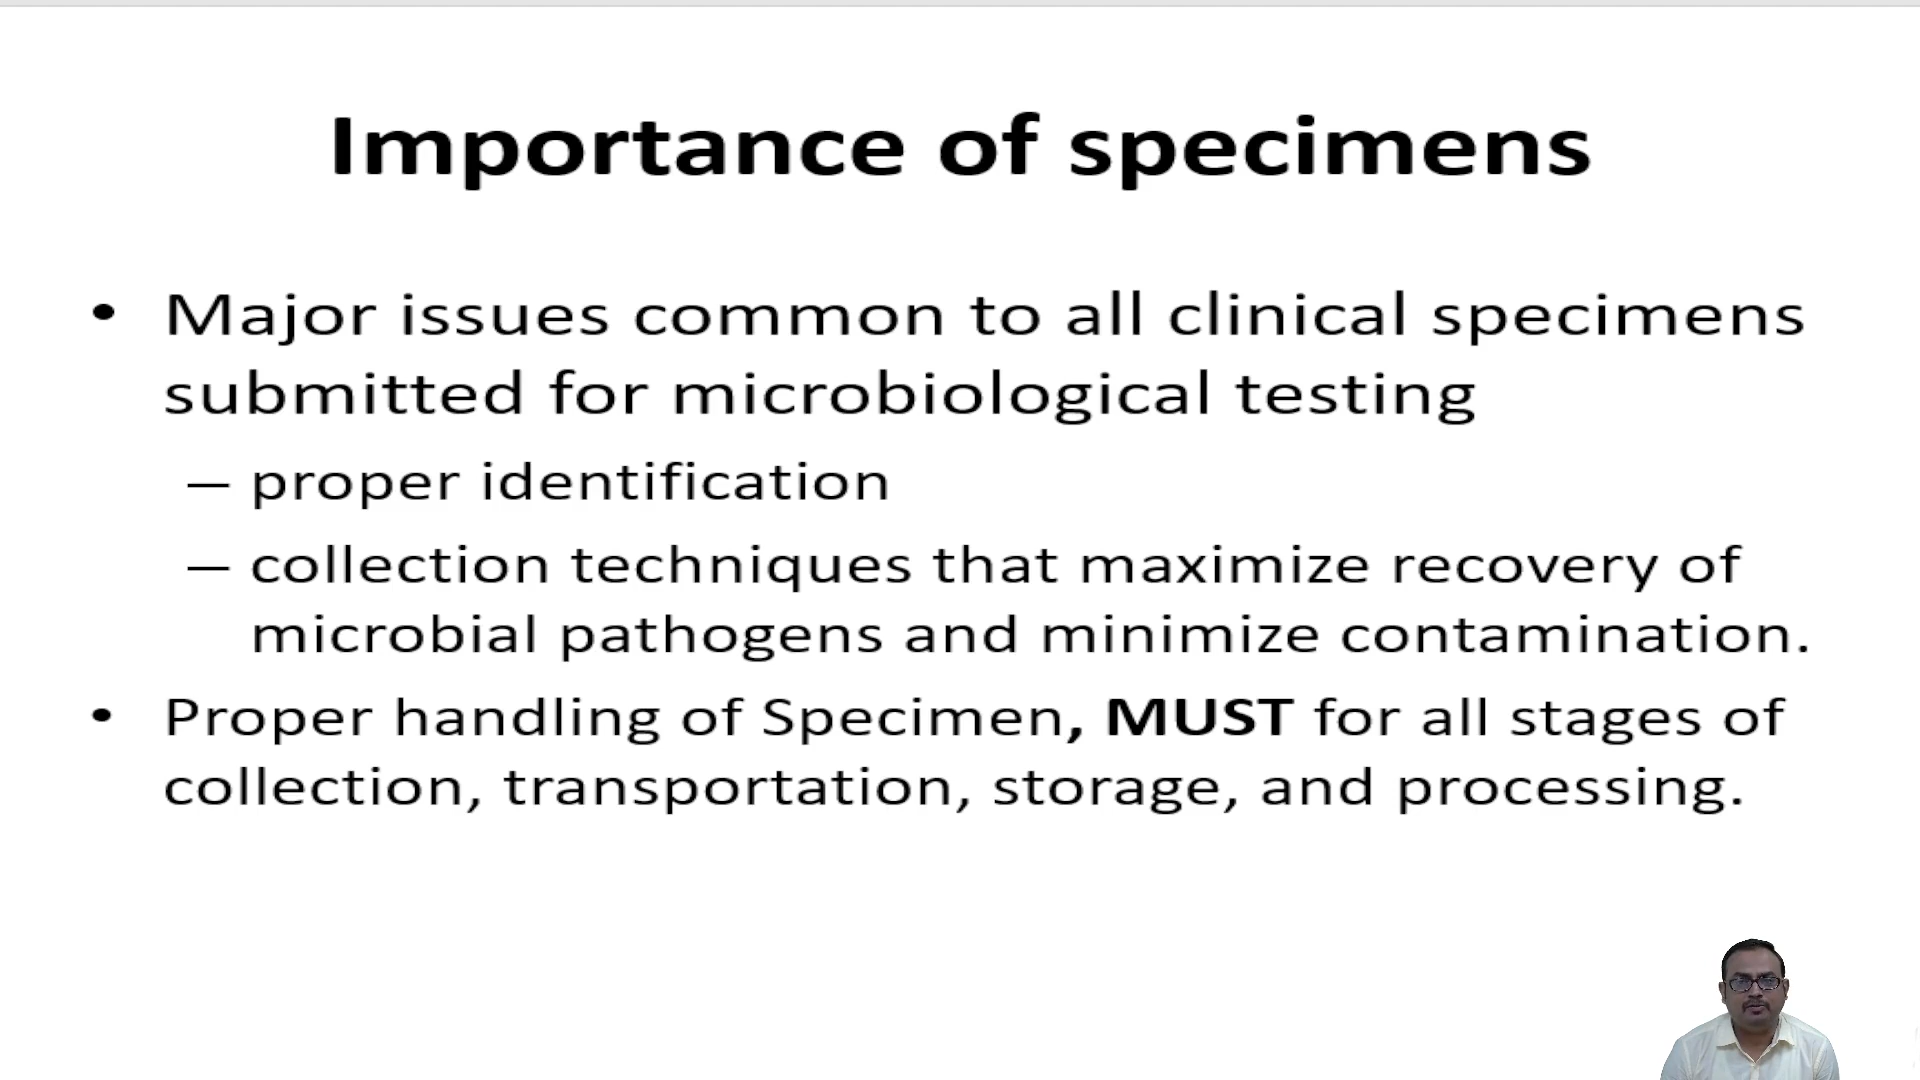 Importance of specimens
• Major issues common to all clinical specimens
submitted for microbiological testing
– proper identification
– collection techniques that maximize recovery of
microbial pathogens and minimize contamination.
• Proper handling of Specimen, MUST for all stages of
collection, transportation, storage, and processing.